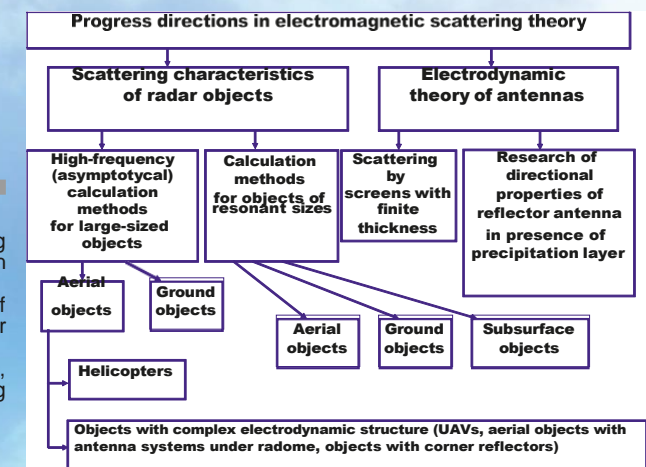 Progress directions in electromagnetic scattering theory
Scattering characteristics
of radar objects
Electrodynamic
theory of antennas
High-frequency
(asymptotycal)
calculation
methods
for large-sized
objects
Calculation
methods
for objects of
resonant sizes
Scattering
by
screens with
finite
thickness
Research of
directional
properties of
reflector antenna
in presence of
precipitation layer
Aerial
objects
Ground
objects
Aerial
objects
Ground
objects
Subsurface
objects
Helicopters
Objects with complex electrodynamic structure (UAVs, aerial objects with
antenna systems under radome, objects with corner reflectors)